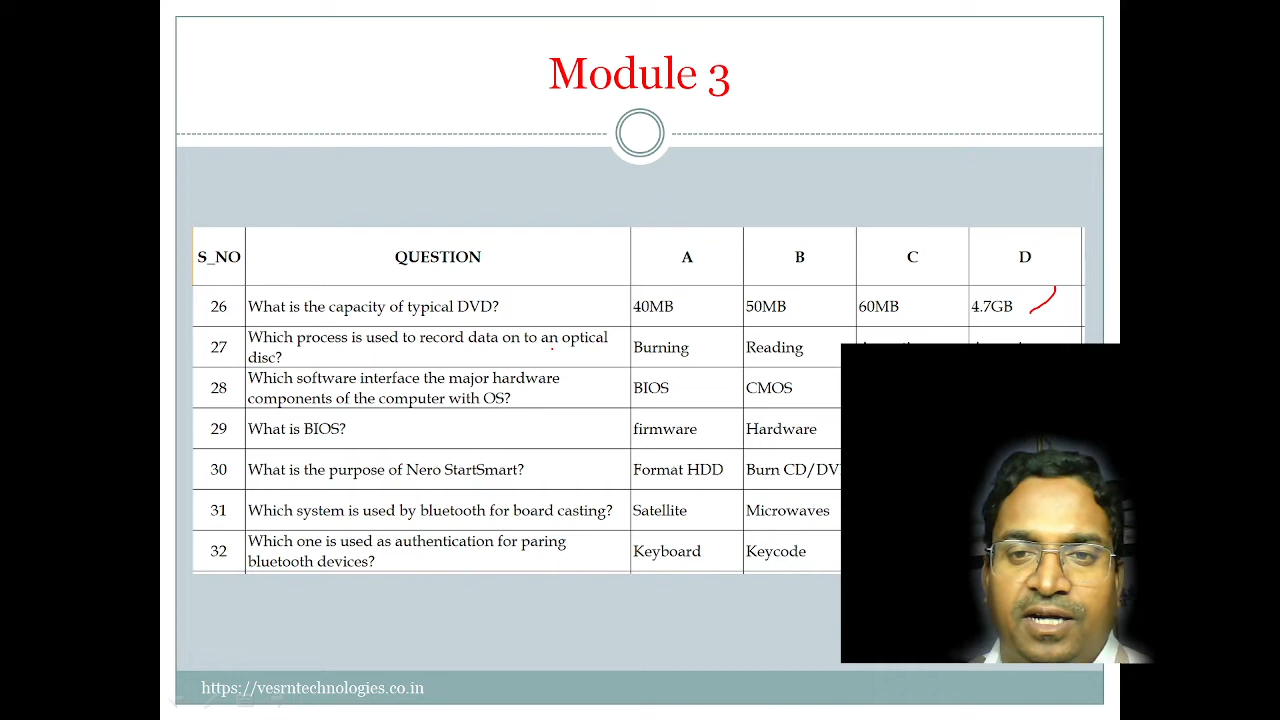 Module 3
S_NO QUESTION A B C D
26 What is the capacity of typical DVD? 40MB 50MB 60MB 4.7GB
27 Which process is used to record data on to an optical
disc? Burning Reading
28 Which software interface the major hardware
components of the computer with OS? BIOS CMOS
29 What is BIOS? firmware Hardware
30 What is the purpose of Nero StartSmart? Format HDD Burn CD/DV
31 Which system is used by bluetooth for board casting? Satellite Microwaves
32 Which one is used as authentication for paring
bluetooth devices? Keyboard Keycode
https://vesrntechnologies.co.in